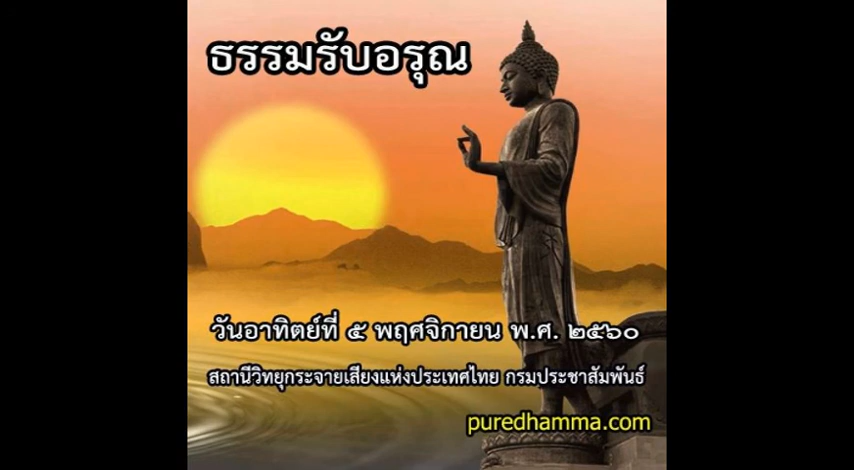 ธรรมรับอรุณ
วันอาทิตย์ที่ ๕ พฤศจิกายน พ.ศ. ๒๕๖๐
สถานีวิทยุกระจายเสียงแห่งประเทศไทย กรมประชาสัมพันธ์
puredhamma.com